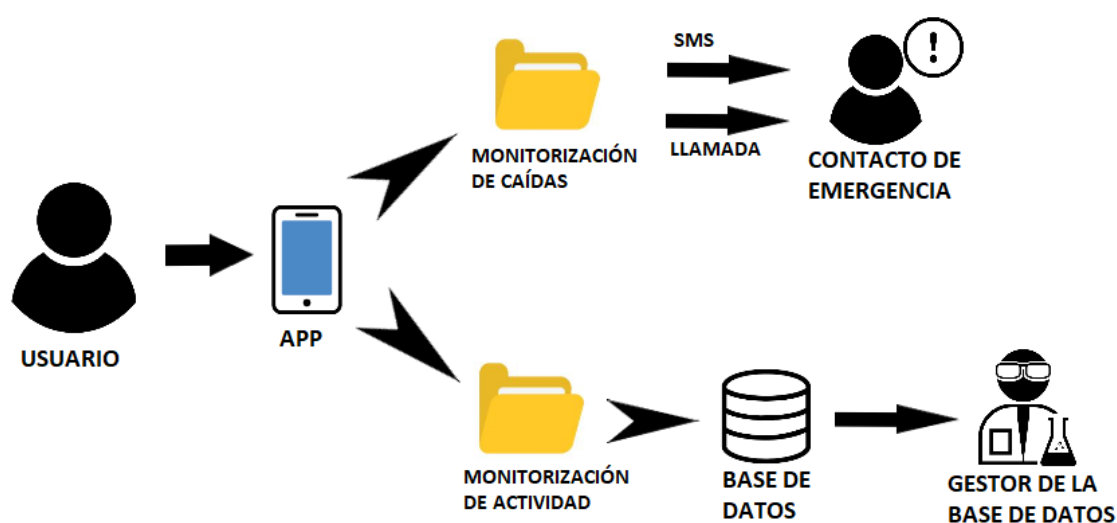 SMS
LLAMADA
MONITORIZACIÓN
DE CAÍDAS
CONTACTO DE
EMERGENCIA
USUARIO
APP
MONITORIZACIÓN
DE ACTIVIDAD
BASE DE
DATOS
GESTOR DE LA
BASE DE DATOS